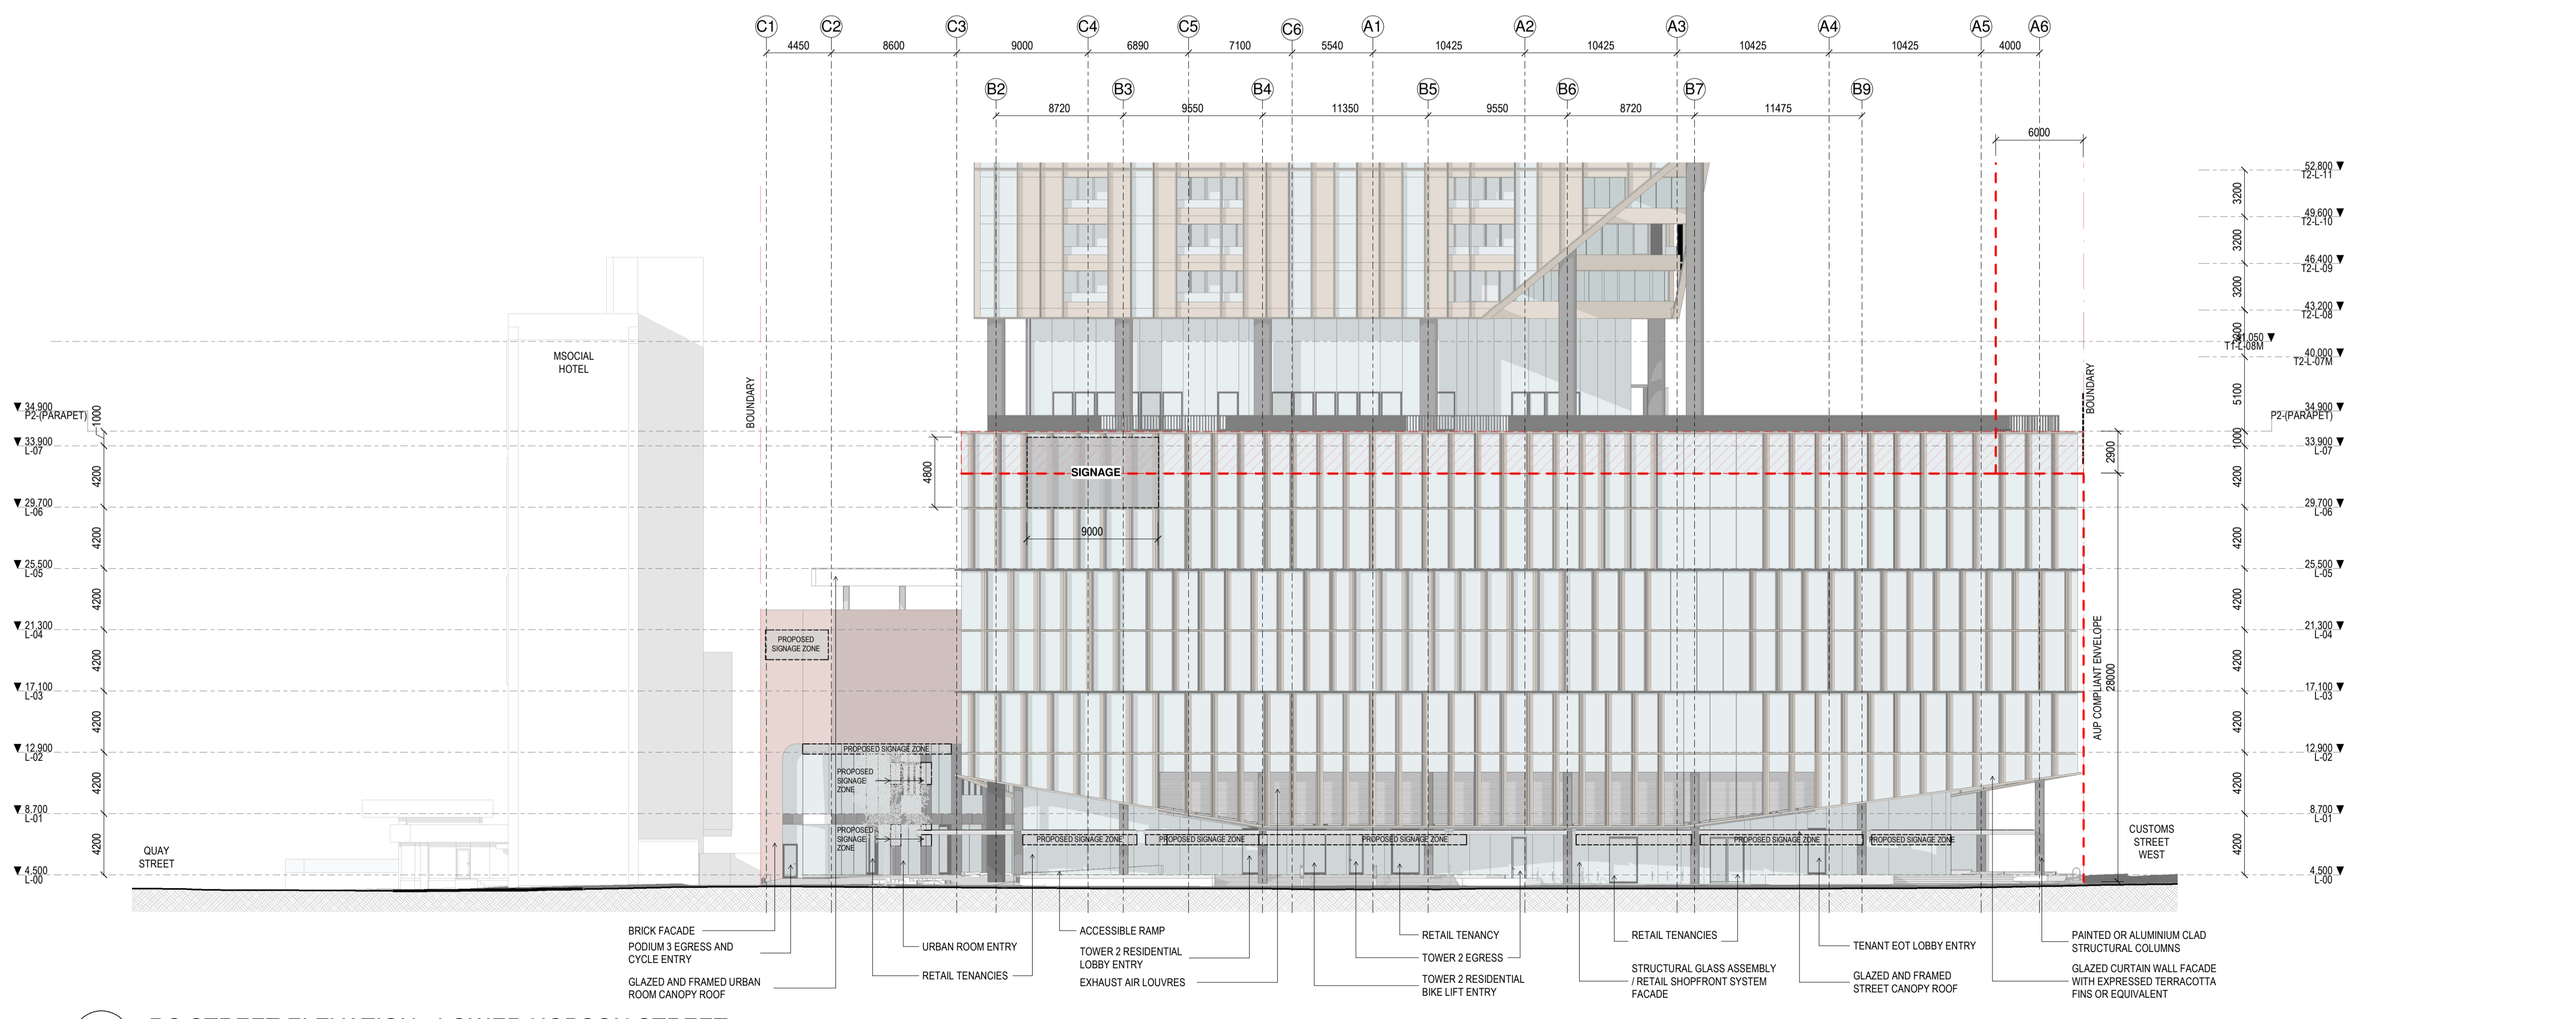 C1 C2 C3 C4 C5 C6 A1 A2 A3 A4 A5 A6
4450 8600 9000 6890 7100 5540 10425 10425 10425 10425 4000
B2 B3 B4 B5 B6 B7 B9
8720 9550 11350 9550 8720 11475
6000
52,800
T2-L-11
3200
49,600
T2-L-10
3200
46,400
T2-L-09
3200
43,200
T2-L-08
T1-L-08M
40,000
T2-L-07M
5100
34,900
P2-(PARAPET)
1000
33,900
L-07
4200
29,700
L-06
4200
25,500
L-05
4200
21,300
L-04
4200
17,100
L-03
4200
12,900
L-02
4200
8,700
L-01
4200
4,500
L-00
34,900
P2-(PARAPET)
1000
33,900
L-07
4200
29,700
L-06
4200
25,500
L-05
4200
21,300
L-04
4200
17,100
L-03
4200
12,900
L-02
4200
8,700
L-01
4200
4,500
L-00
MSOCIAL
HOTEL
BOUNDARY
BOUNDARY
2900
28000
AUP COMPLIANT ENVELOPE
4800
SIGNAGE
9000
PROPOSED
SIGNAGE ZONE
PROPOSED SIGNAGE ZONE
PROPOSED
SIGNAGE
ZONE
PROPOSED
SIGNAGE
ZONE
PROPOSED SIGNAGE ZONE
PROPOSED SIGNAGE ZONE
PROPOSED SIGNAGE ZONE
PROPOSED SIGNAGE ZONE
PROPOSED SIGNAGE ZONE
QUAY
STREET
CUSTOMS
STREET
WEST
BRICK FACADE
PODIUM 3 EGRESS AND
CYCLE ENTRY
GLAZED AND FRAMED URBAN
ROOM CANOPY ROOF
URBAN ROOM ENTRY
RETAIL TENANCIES
ACCESSIBLE RAMP
TOWER 2 RESIDENTIAL
LOBBY ENTRY
EXHAUST AIR LOUVRES
RETAIL TENANCY
TOWER 2 EGRESS
TOWER 2 RESIDENTIAL
BIKE LIFT ENTRY
RETAIL TENANCIES
STRUCTURAL GLASS ASSEMBLY
/ RETAIL SHOPFRONT SYSTEM
FACADE
TENANT EOT LOBBY ENTRY
GLAZED AND FRAMED
STREET CANOPY ROOF
PAINTED OR ALUMINIUM CLAD
STRUCTURAL COLUMNS
GLAZED CURTAIN WALL FACADE
WITH EXPRESSED TERRACOTTA
FINS OR EQUIVALENT